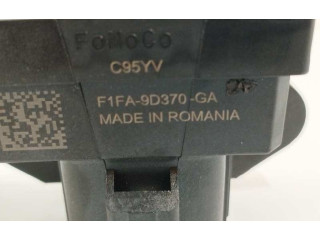 FoMoCo
C95YV
F1FA-9D370-GA
MADE IN ROMANIA